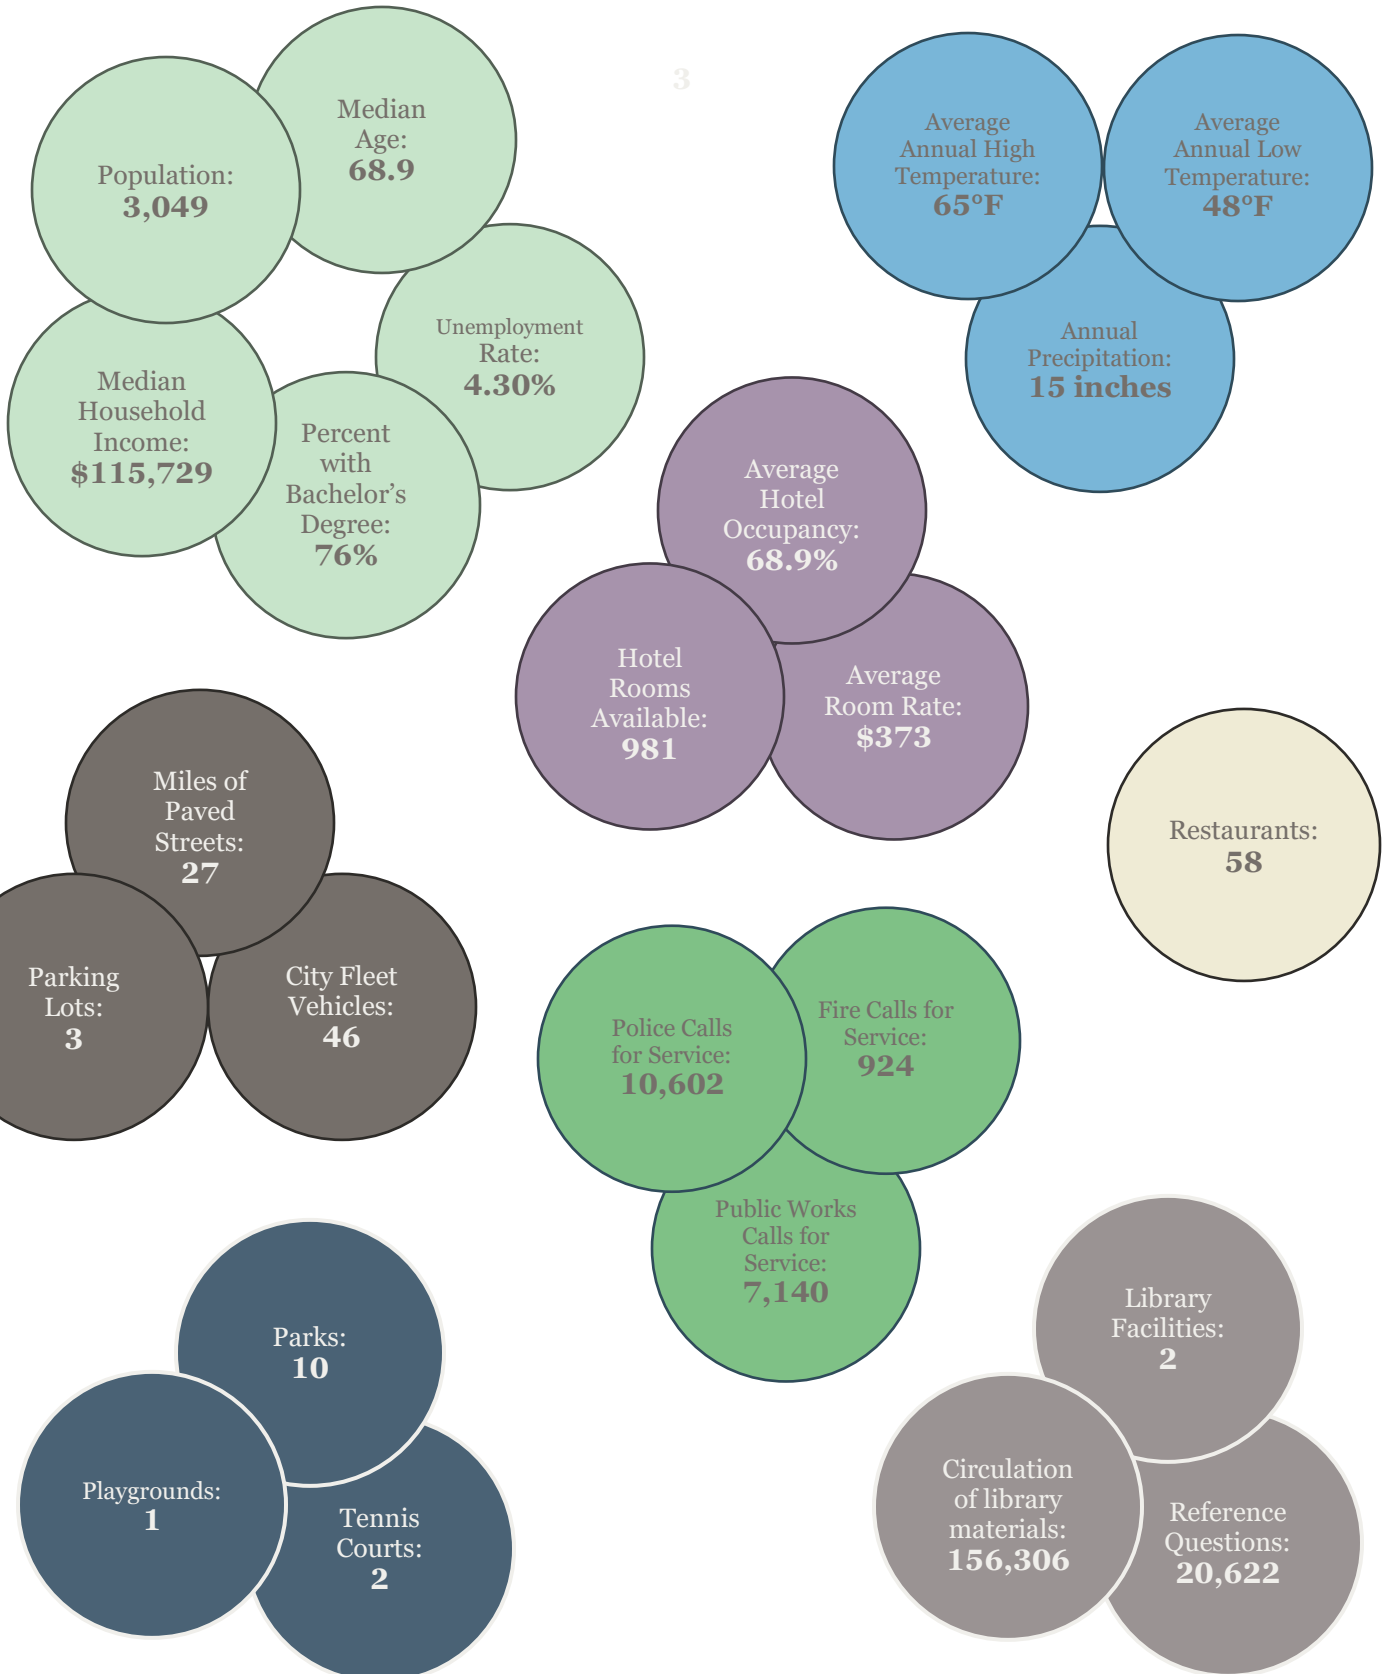 3
Median
Age:
68.9
Population:
3,049
Unemployment
Rate:
4.30%
Median
Household
Income:
$115,729
Percent
with
Bachelor’s
Degree:
76%
Average
Annual High
Temperature:
65°F
Average
Annual Low
Temperature:
48°F
Annual
Precipitation:
15 inches
Average
Hotel
Occupancy:
68.9%
Hotel
Rooms
Available:
981
Average
Room Rate:
$373
Miles of
Paved
Streets:
27
Parking
Lots:
3
City Fleet
Vehicles:
46
Restaurants:
58
Police Calls
for Service:
10,602
Fire Calls for
Service:
924
Public Works
Calls for
Service:
7,140
Parks:
10
Playgrounds:
1
Tennis
Courts:
2
Library
Facilities:
2
Circulation
of library
materials:
156,306
Reference
Questions:
20,622